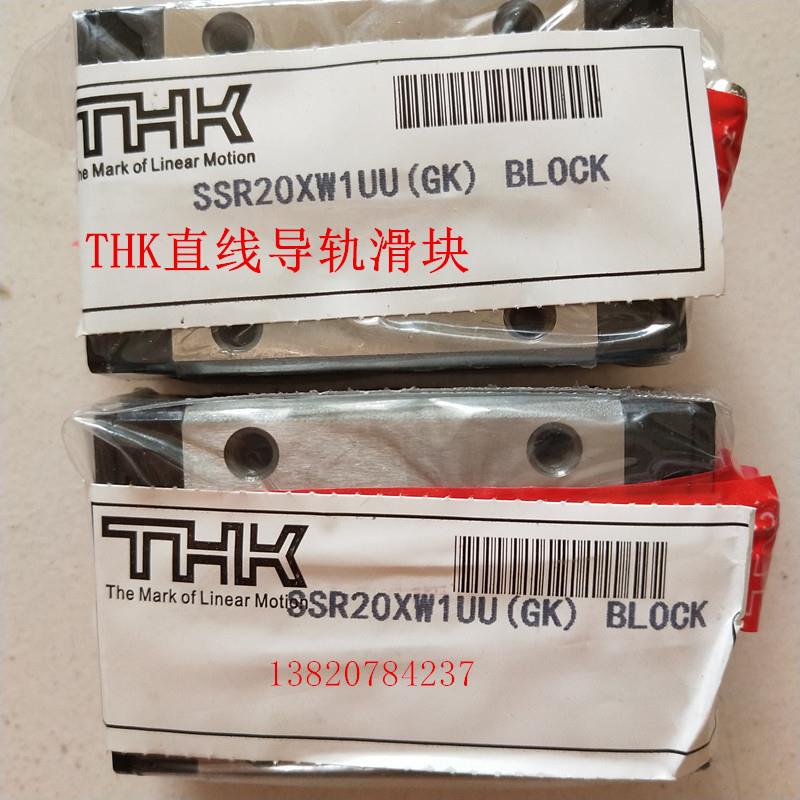 THK
The Mark of Linear Motion
SSR20XW1UU(GK) BLOCK
THK直线导轨滑块
THK
The Mark of Linear Motion
SSR20XW1UU(GK) BLOCK
13820784237